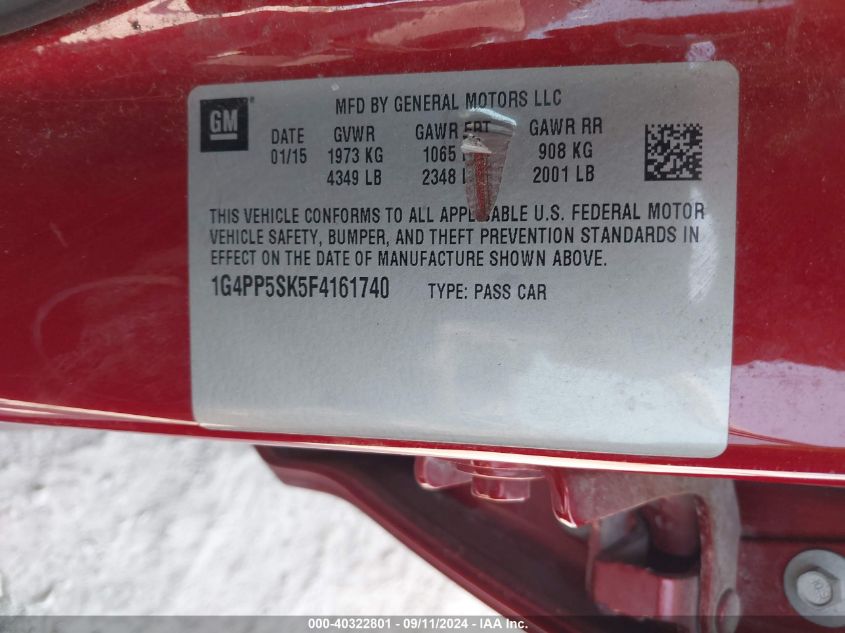 MFD BY GENERAL MOTORS LLC
GM
DATE GVWR GAWR FRT GAWR RR
01/15 1973 KG 1065 908 KG
4349 LB 2348 2001 LB
THIS VEHICLE CONFORMS TO ALL APPLICABLE U.S. FEDERAL MOTOR
VEHICLE SAFETY, BUMPER, AND THEFT PREVENTION STANDARDS IN
EFFECT ON THE DATE OF MANUFACTURE SHOWN ABOVE.
1G4PP5SK5F4161740 TYPE: PASS CAR
000-40322801 - 09/11/2024 - IAA Inc.